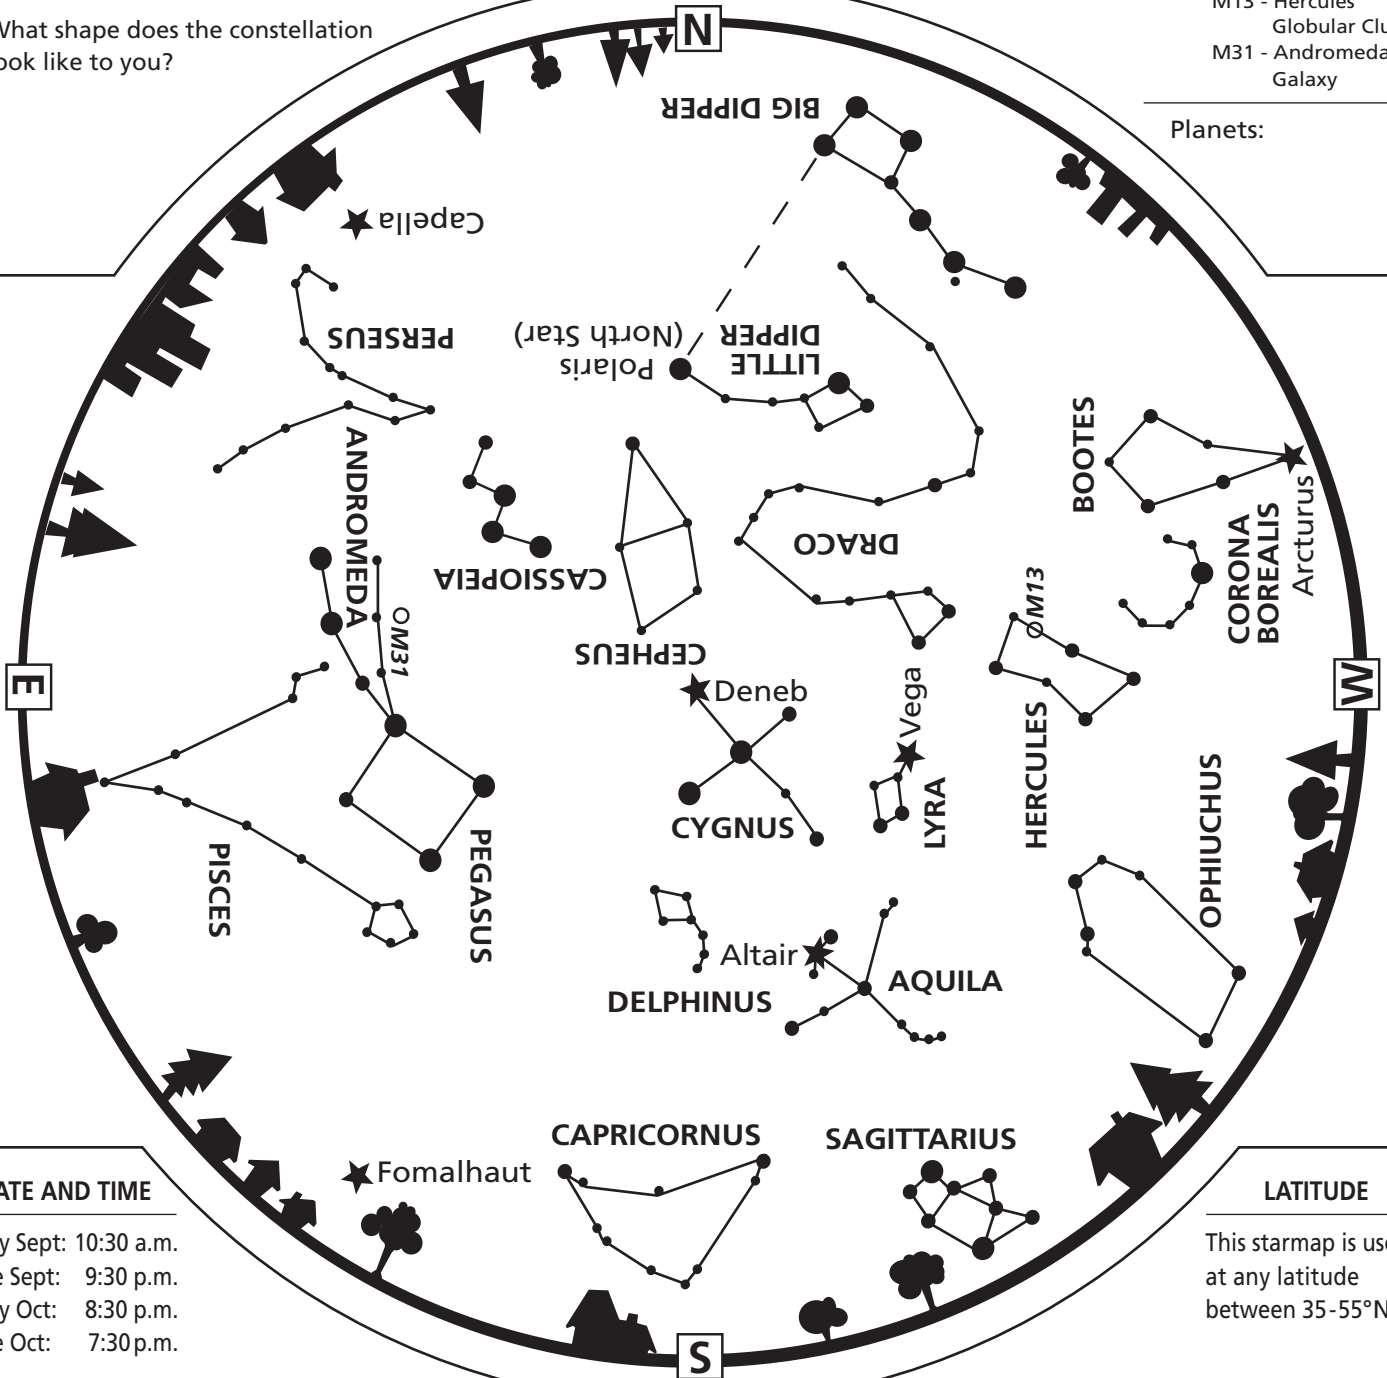 What shape does the constellation
look like to you?
M13 - Hercules
Globular Clu
M31 - Andromeda
Galaxy
Planets:
N
BIG DIPPER
Capella
PERSEUS
Polaris
(North Star)
LITTLE
DIPPER
BOOTES
Arcturus
CORONA
BOREALIS
ANDROMEDA
M31
CASSIOPEIA
CEPHEUS
DRACO
M13
HERCULES
E
W
Deneb
CYGNUS
Vega
LYRA
OPHIUCHUS
PISCES
PEGASUS
Altair
DELPHINUS
AQUILA
CAPRICORNUS
SAGITTARIUS
Fomalhaut
S
ATE AND TIME
y Sept: 10:30 a.m.
e Sept: 9:30 p.m.
y Oct: 8:30 p.m.
e Oct: 7:30 p.m.
LATITUDE
This starmap is use
at any latitude
between 35-55°N